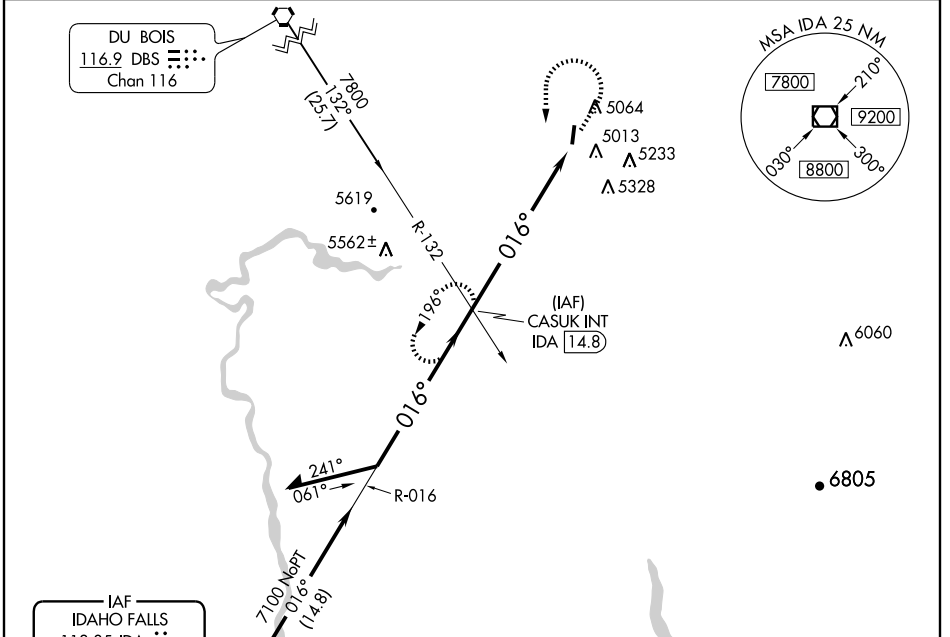 DU BOIS
116.9 DBS
Chan 116
7800
132°
(25.7)
MSA IDA 25 NM
7800
210°
9200
030°
8800
300°
5064
5013
5233
5328
5619
5562±
R-132
016°
196°
(IAF)
CASUK INT
IDA 14.8
6060
016°
241°
061°
R-016
6805
7100 NoPT
016°
(14.8)
IAF
IDAHO FALLS